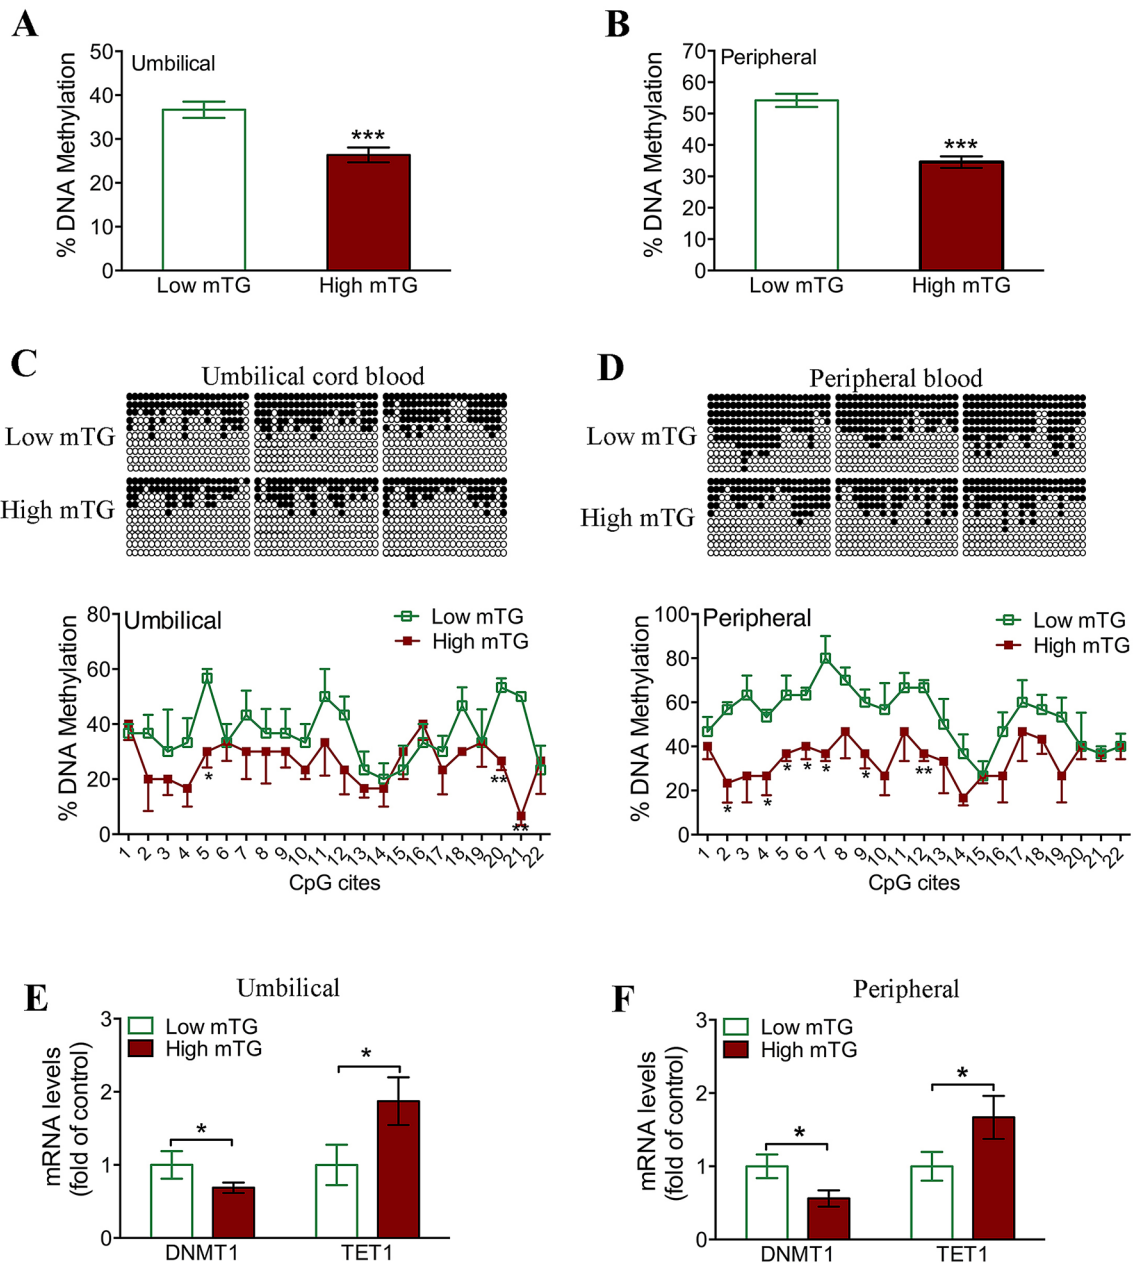 A
B
50
40
30
20
10
0
% DNA Methylation
Umbilical
***
Low mTG
High mTG
70
60
50
40
30
20
10
0
% DNA Methylation
Peripheral
***
Low mTG
High mTG
C
Umbilical cord blood
Low mTG
High mTG
D
Peripheral blood
Low mTG
High mTG
80
60
40
20
0
% DNA Methylation
Umbilical
Low mTG
High mTG
*
**
**
1 2 3 4 5 6 7 8 9 10 11 12 13 14 15 16 17 18 19 20 21 22
CpG cites
100
80
60
40
20
0
% DNA Methylation
Peripheral
Low mTG
High mTG
* * * * * * **
1 2 3 4 5 6 7 8 9 10 11 12 13 14 15 16 17 18 19 20 21 22
CpG cites
E
Umbilical
3
2
1
0
mRNA levels
(fold of control)
Low mTG
High mTG
*
*
DNMT1
TET1
F
Peripheral
3
2
1
0
mRNA levels
(fold of control)
Low mTG
High mTG
*
*
DNMT1
TET1